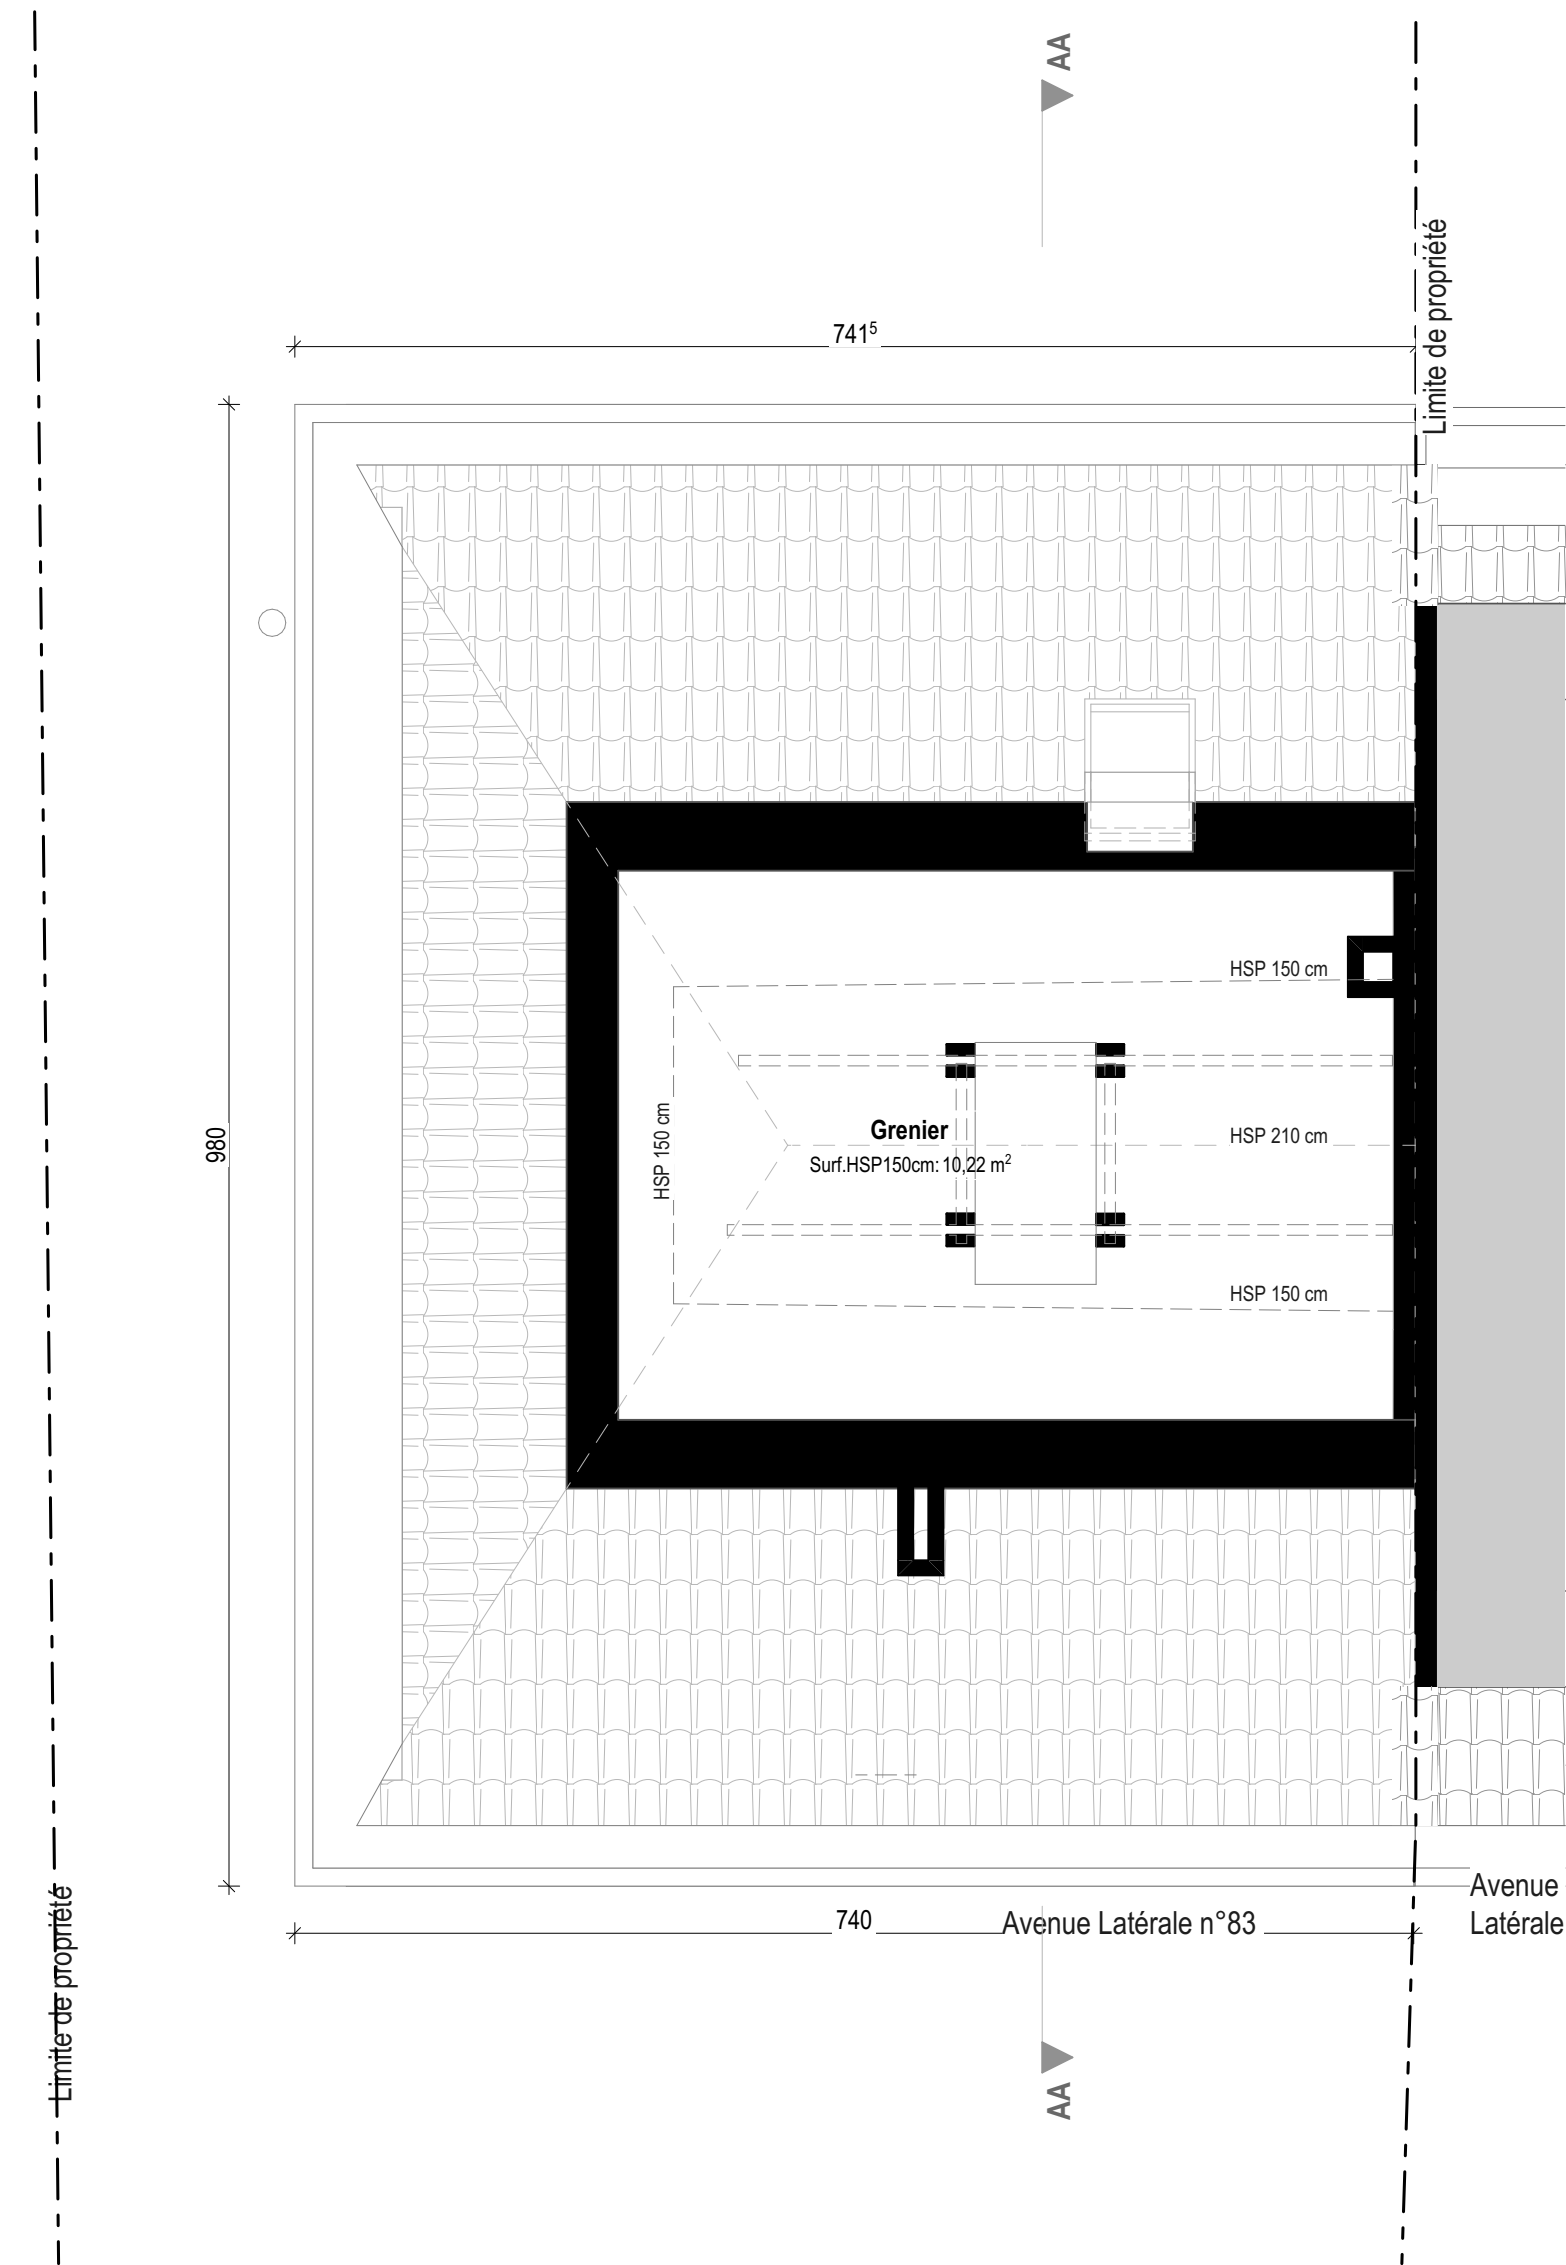 AA
Limite de propriété
741⁵
980
HSP 150 cm
HSP 150 cm
Grenier
HSP 210 cm
Surf.HSP150cm: 10,22 m²
HSP 150 cm
Limite de propriété
740
Avenue Latérale n°83
Avenue
Latérale
AA